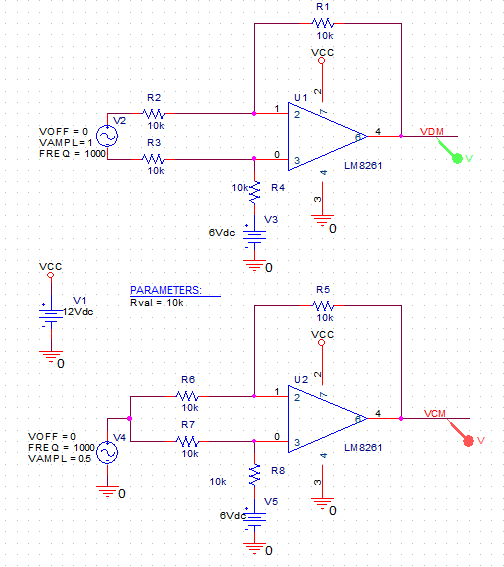 R1
10k
VCC
2
U1
7
R2
V2
10k
1
2
VOFF = 0
VAMPL = 1
FREQ = 1000
6
4
VDM
V
R3
10k
0
3
LM8261
4
10k
R4
3
V3
6Vdc
0
0
VCC
V1
12Vdc
0
PARAMETERS:
Rval = 10k
R5
10k
VCC
2
U2
7
R6
10k
1
2
6
4
VCM
V
R7
10k
0
3
LM8261
VOFF = 0
FREQ = 1000
VAMPL = 0.5
V4
4
10k
R8
3
V5
6Vdc
0
0
0